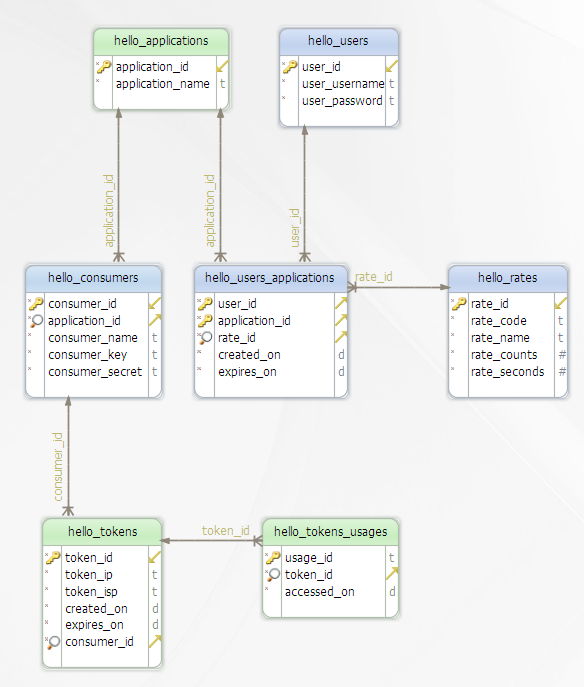 hello_applications
application_id
application_name t
hello_users
user_id
user_username t
user_password t
application_id
application_id
user_id
hello_consumers
consumer_id
application_id
consumer_name t
consumer_key t
consumer_secret t
hello_users_applications
user_id
application_id
rate_id
created_on d
expires_on d
rate_id
hello_rates
rate_id
rate_code t
rate_name t
rate_counts #
rate_seconds #
consumer_id
hello_tokens
token_id
token_ip t
token_isp t
created_on d
expires_on d
consumer_id
token_id
hello_tokens_usages
usage_id t
token_id
accessed_on d